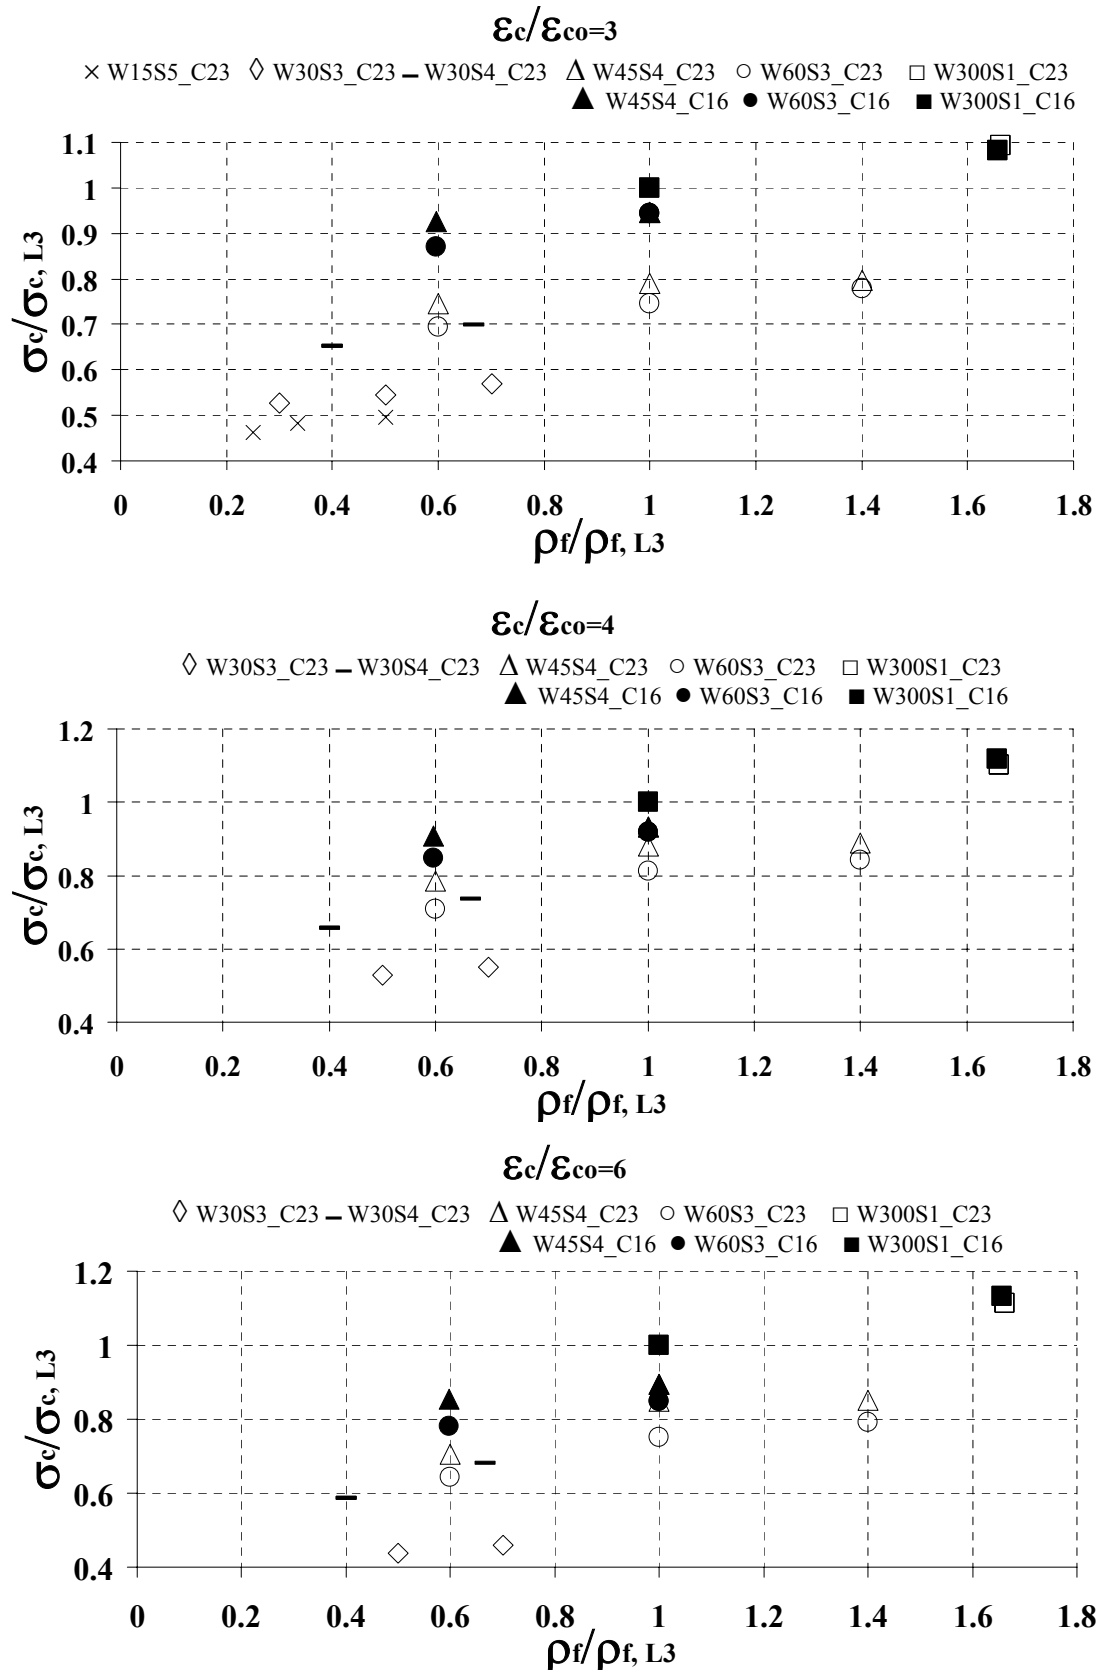 εc/εco=3
× W15S5_C23 ◇ W30S3_C23 – W30S4_C23 △ W45S4_C23 ○ W60S3_C23 □ W300S1_C23
▲ W45S4_C16 ● W60S3_C16 ■ W300S1_C16
1.1
1
0.9
0.8
0.7
0.6
0.5
0.4
σc/σc, L3
0 0.2 0.4 0.6 0.8 1 1.2 1.4 1.6 1.8
ρf/ρf, L3
εc/εco=4
◇ W30S3_C23 – W30S4_C23 △ W45S4_C23 ○ W60S3_C23 □ W300S1_C23
▲ W45S4_C16 ● W60S3_C16 ■ W300S1_C16
1.2
1
0.8
0.6
0.4
σc/σc, L3
0 0.2 0.4 0.6 0.8 1 1.2 1.4 1.6 1.8
ρf/ρf, L3
εc/εco=6
◇ W30S3_C23 – W30S4_C23 △ W45S4_C23 ○ W60S3_C23 □ W300S1_C23
▲ W45S4_C16 ● W60S3_C16 ■ W300S1_C16
1.2
1
0.8
0.6
0.4
σc/σc, L3
0 0.2 0.4 0.6 0.8 1 1.2 1.4 1.6 1.8
ρf/ρf, L3